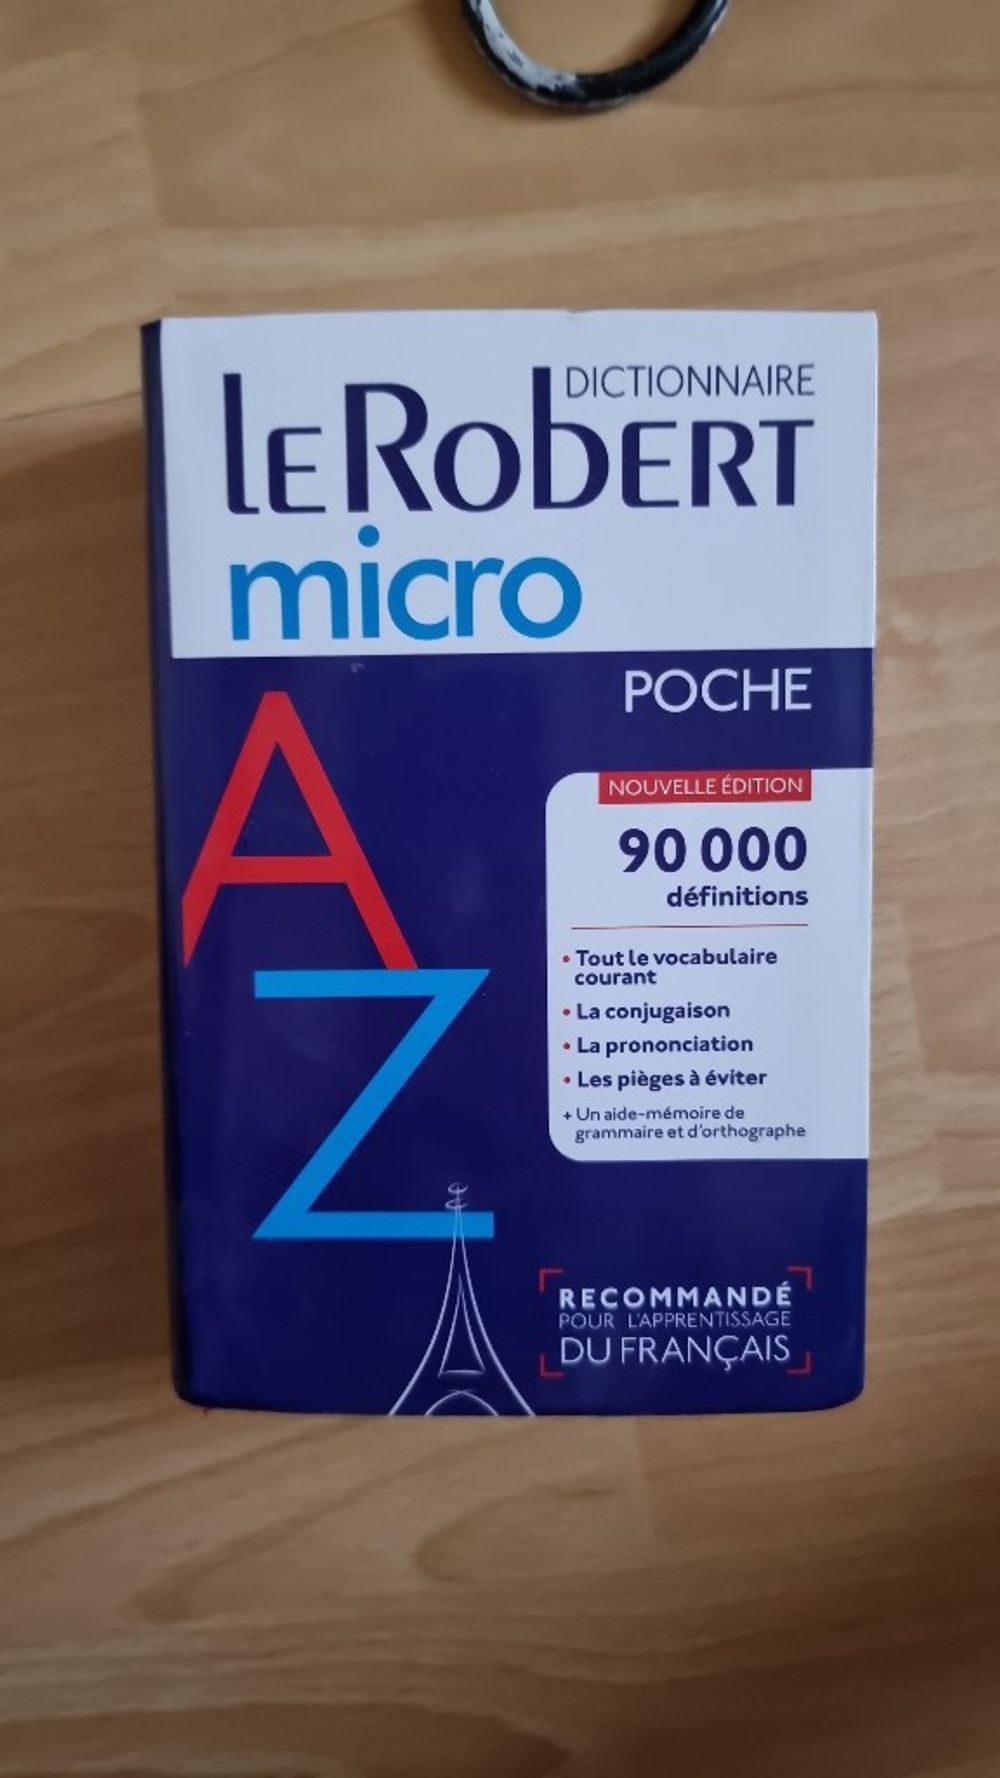 DICTIONNAIRE
le Robert
micro
POCHE
A
Z
NOUVELLE ÉDITION
90 000
définitions
• Tout le vocabulaire
courant
• La conjugaison
• La prononciation
• Les pièges à éviter
+ Un aide-mémoire de
grammaire et d'orthographe
RECOMMANDÉ
POUR L'APPRENTISSAGE
DU FRANÇAIS